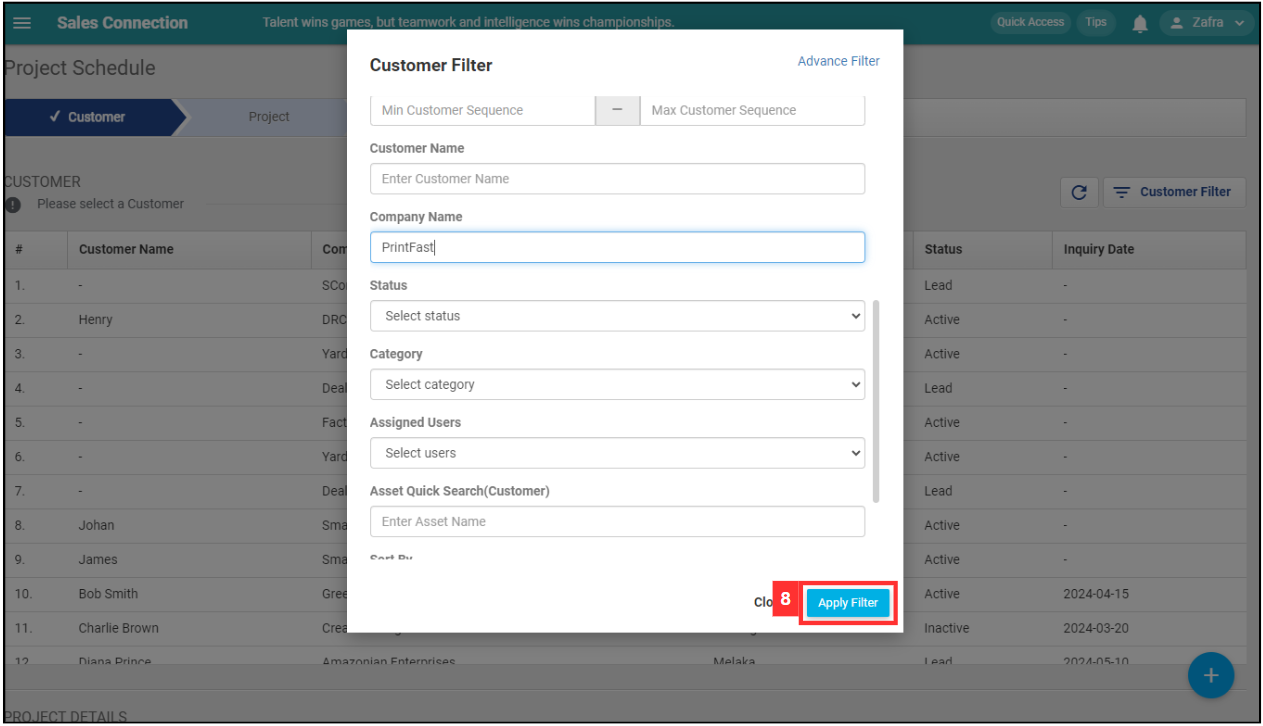 Sales Connection Talent wins games, but teamwork and intelligence wins championships. Quick Access Tips Zafra
Project Schedule
Customer Project
CUSTOMER
Please select a Customer
Customer Filter
# Customer Name Com Status Inquiry Date
1. - SCo Lead -
2. Henry DRC Active -
3. - Yard Active -
4. - Deal Lead -
5. - Fact Active -
6. - Yard Active -
7. - Deal Lead -
8. Johan Sma Active -
9. James Sma Active -
10. Bob Smith Gree Active 2024-04-15
11. Charlie Brown Crea Inactive 2024-03-20
12 Diana Prince Amazonian Enterprises Melaka Lead 2024-05-10
PROJECT DETAILS
Customer Filter Advance Filter
Min Customer Sequence — Max Customer Sequence
Customer Name
Enter Customer Name
Company Name
PrintFast
Status
Select status
Category
Select category
Assigned Users
Select users
Asset Quick Search(Customer)
Enter Asset Name
Sort By
Clo 8 Apply Filter
+